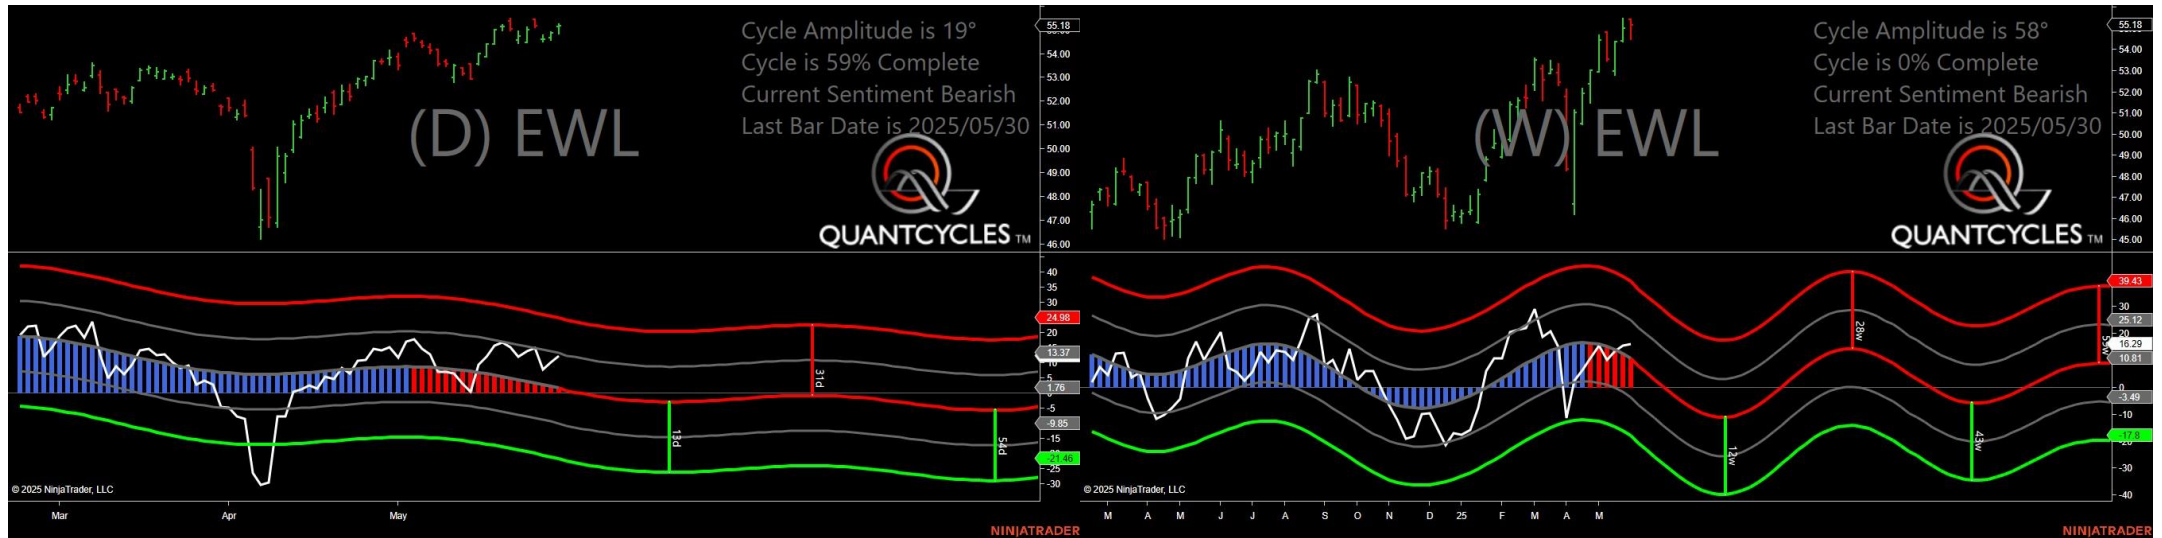 Cycle Amplitude is 19°
Cycle is 59% Complete
Current Sentiment Bearish
Last Bar Date is 2025/05/30
(D) EWL
QUANTCYCLES TM
55.18
54.00
53.00
52.00
51.00
50.00
49.00
48.00
47.00
46.00
40
35
30
24.98
20
13.37
5
1.76
-5
-9.85
-15
-21.46
-25
-30
31d
13d
54d
© 2025 NinjaTrader, LLC
Mar Apr May
NINJATRADER
Cycle Amplitude is 58°
Cycle is 0% Complete
Current Sentiment Bearish
Last Bar Date is 2025/05/30
(W) EWL
QUANTCYCLES TM
55.18
54.00
53.00
52.00
51.00
50.00
49.00
48.00
47.00
46.00
45.00
39.43
30
25.12
20
16.29
10.81
0
-3.49
-10
-17.8
-30
-40
28w
12w
43w
© 2025 NinjaTrader, LLC
M A M J J A S O N D 25 F M A M
NINJATRADER